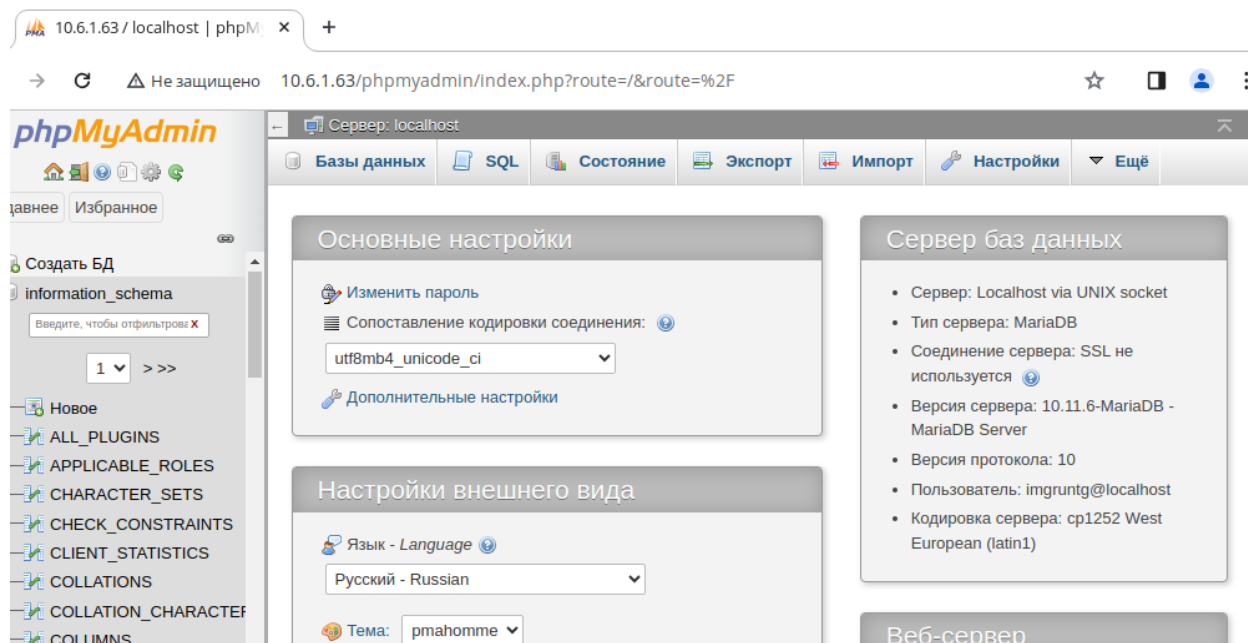 10.6.1.63 / localhost | phpM
Не защищено 10.6.1.63/phpmyadmin/index.php?route=/&route=%2F
phpMyAdmin
Сервер: localhost
Базы данных SQL Состояние Экспорт Импорт Настройки Ещё
давнее Избранное
Создать БД
information_schema
Введите, чтобы отфильтрова X
1 > >>
Новое
ALL_PLUGINS
APPLICABLE_ROLES
CHARACTER_SETS
CHECK_CONSTRAINTS
CLIENT_STATISTICS
COLLATIONS
COLLATION_CHARACTER
COLUMNS
Основные настройки
Изменить пароль
Сопоставление кодировки соединения:
utf8mb4_unicode_ci
Дополнительные настройки
Настройки внешнего вида
Язык - Language
Русский - Russian
Тема: pmahomme
Сервер баз данных
• Сервер: Localhost via UNIX socket
• Тип сервера: MariaDB
• Соединение сервера: SSL не
используется
• Версия сервера: 10.11.6-MariaDB -
MariaDB Server
• Версия протокола: 10
• Пользователь: imgruntg@localhost
• Кодировка сервера: cp1252 West
European (latin1)
Веб-сервер